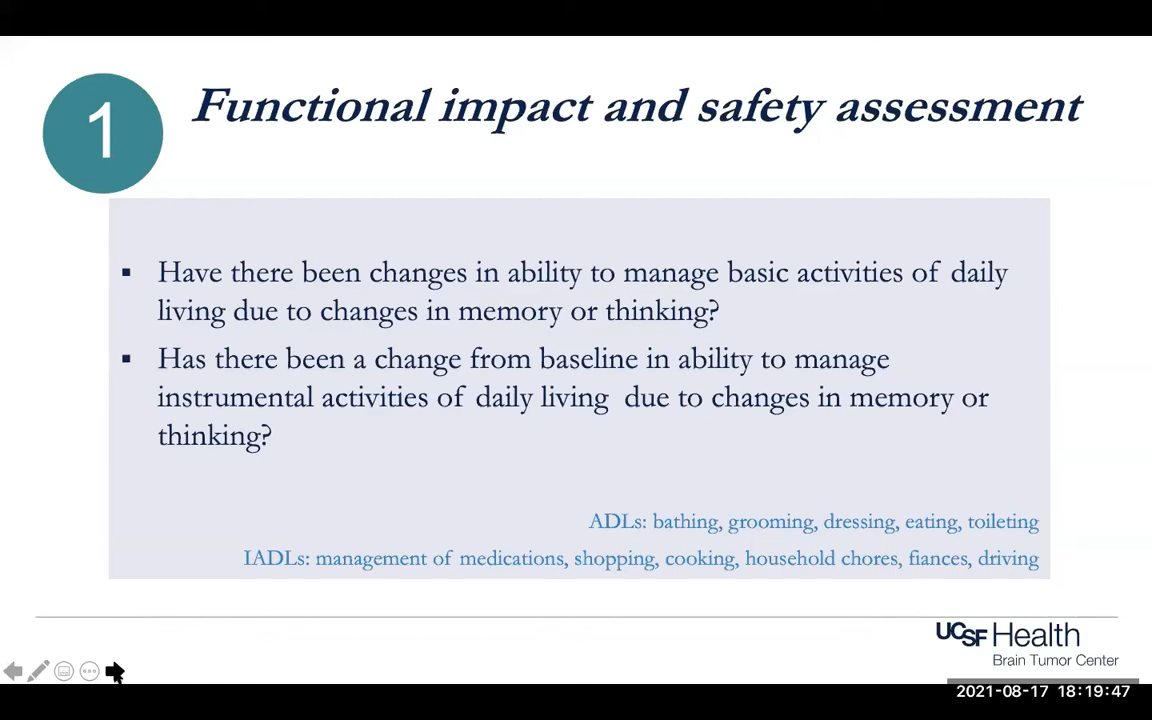 1
Functional impact and safety assessment
▪ Have there been changes in ability to manage basic activities of daily
living due to changes in memory or thinking?
▪ Has there been a change from baseline in ability to manage
instrumental activities of daily living due to changes in memory or
thinking?
ADLs: bathing, grooming, dressing, eating, toileting
IADLs: management of medications, shopping, cooking, household chores, fiances, driving
UCSF Health
Brain Tumor Center
2021-08-17 18:19:47